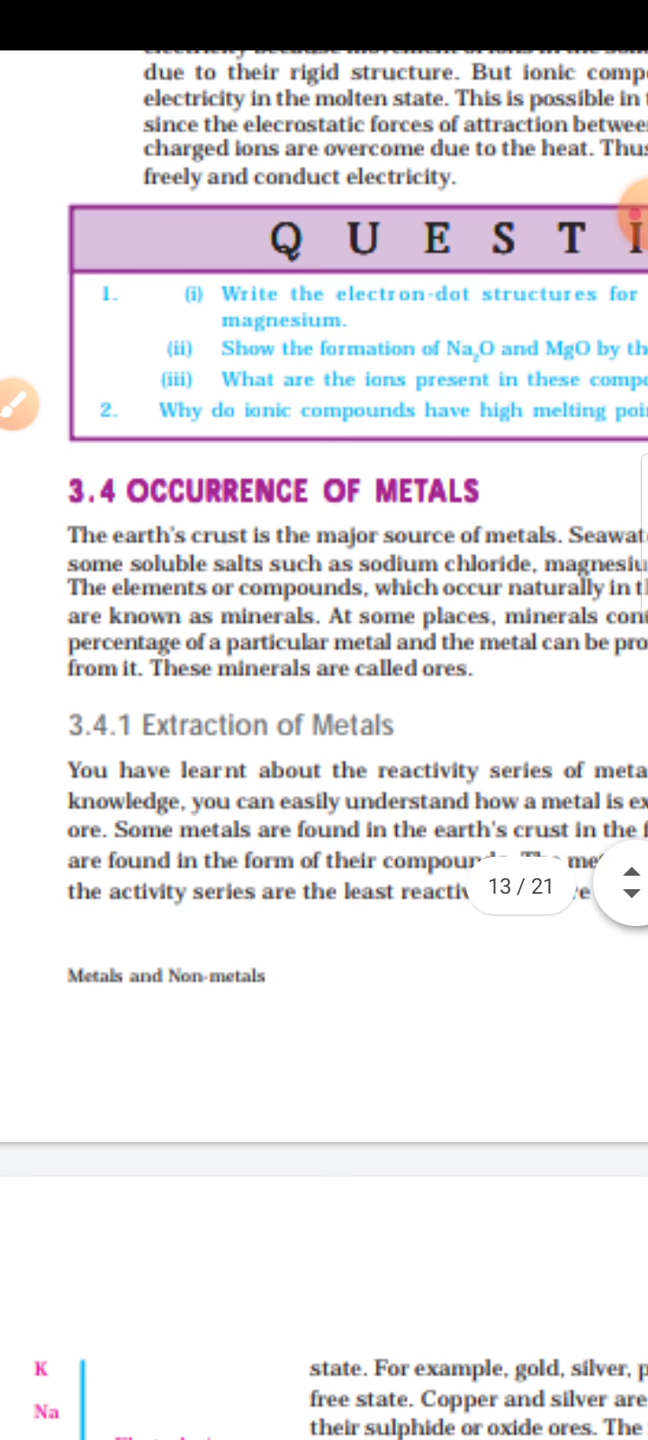 due to their rigid structure. But ionic comp
electricity in the molten state. This is possible in
since the elecrostatic forces of attraction between
charged ions are overcome due to the heat. Thus
freely and conduct electricity.
Q U E S T I
1. (i) Write the electron-dot structures for
magnesium.
(ii) Show the formation of Na₂O and MgO by th
(iii) What are the ions present in these comp
2. Why do ionic compounds have high melting poi
3.4 OCCURRENCE OF METALS
The earth's crust is the major source of metals. Seawat
some soluble salts such as sodium chloride, magnesiu
The elements or compounds, which occur naturally in t
are known as minerals. At some places, minerals con
percentage of a particular metal and the metal can be pro
from it. These minerals are called ores.
3.4.1 Extraction of Metals
You have learnt about the reactivity series of meta
knowledge, you can easily understand how a metal is ex
ore. Some metals are found in the earth's crust in the f
are found in the form of their compoun The me
the activity series are the least reactiv re
13 / 21
Metals and Non-metals
K
Na
state. For example, gold, silver, p
free state. Copper and silver are
their sulphide or oxide ores. The